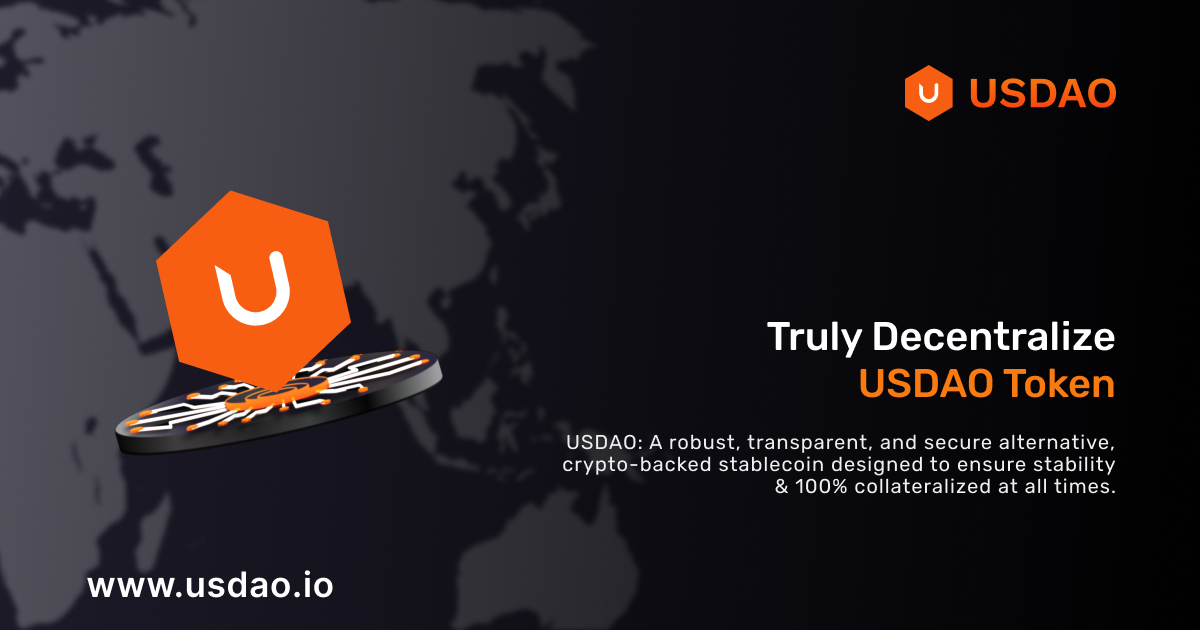 USDAO
Truly Decentralize
USDAO Token
USDAO: A robust, transparent, and secure alternative,
crypto-backed stablecoin designed to ensure stability
& 100% collateralized at all times.
www.usdao.io